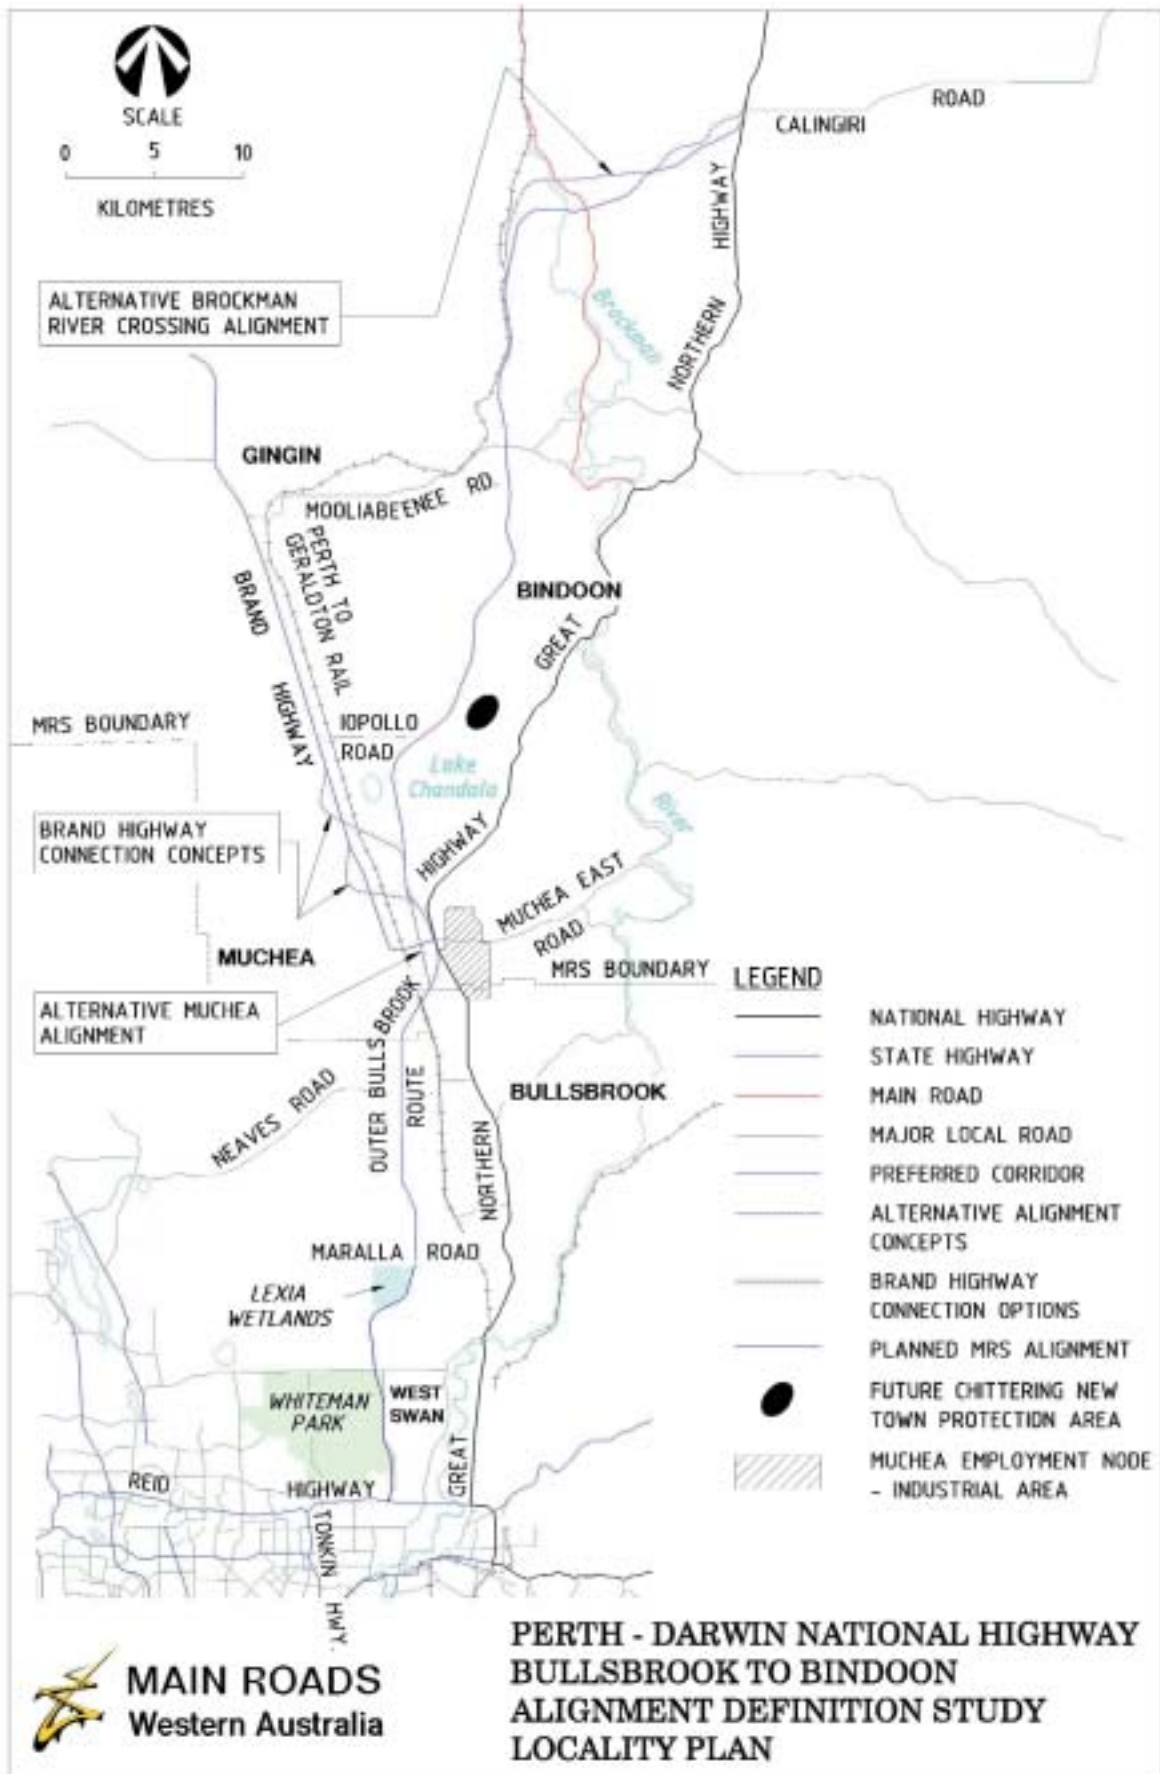 SCALE
0 5 10
KILOMETRES
ROAD
CALINGIRI
HIGHWAY
NORTHERN
ALTERNATIVE BROCKMAN
RIVER CROSSING ALIGNMENT
Brockman
GINGIN
MOOLIABEENEE RD.
PERTH TO
GERALDTON RAIL
BRAND
HIGHWAY
BINDOON
GREAT
MRS BOUNDARY
IOPOLLO
ROAD
Lake
Chandala
River
BRAND HIGHWAY
CONNECTION CONCEPTS
HIGHWAY
MUCHEA EAST
ROAD
MUCHEA
MRS BOUNDARY
ALTERNATIVE MUCHEA
ALIGNMENT
OUTER BULLSBROOK
ROUTE
NEAVES ROAD
BULLSBROOK
NORTHERN
MARALLA ROAD
LEXIA
WETLANDS
WHITEMAN
PARK
WEST
SWAN
GREAT
REID
HIGHWAY
TONKIN
HWY.
LEGEND
NATIONAL HIGHWAY
STATE HIGHWAY
MAIN ROAD
MAJOR LOCAL ROAD
PREFERRED CORRIDOR
ALTERNATIVE ALIGNMENT
CONCEPTS
BRAND HIGHWAY
CONNECTION OPTIONS
PLANNED MRS ALIGNMENT
FUTURE CHITTERING NEW
TOWN PROTECTION AREA
MUCHEA EMPLOYMENT NODE
- INDUSTRIAL AREA
MAIN ROADS
Western Australia
PERTH - DARWIN NATIONAL HIGHWAY
BULLSBROOK TO BINDOON
ALIGNMENT DEFINITION STUDY
LOCALITY PLAN